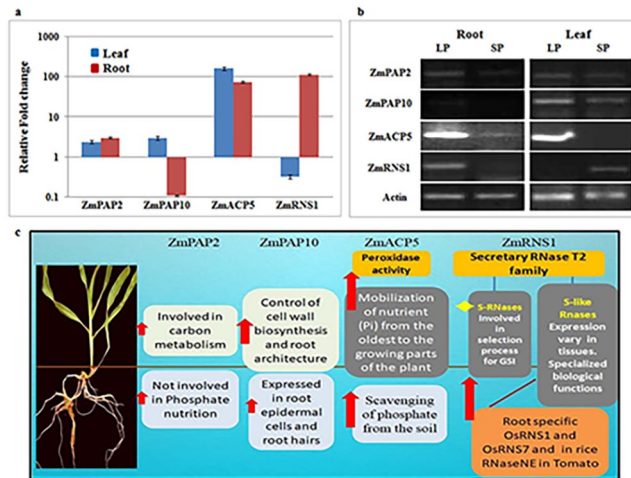 a
1000
100
10
1
0.1
Relative Fold change
Leaf
Root
ZmPAP2 ZmPAP10 ZmACP5 ZmRNS1
b
Root Leaf
LP SP LP SP
ZmPAP2
ZmPAP10
ZmACP5
ZmRNS1
Actin
c
ZmPAP2 ZmPAP10 ZmACP5 ZmRNS1
Peroxidase
activity
Secretary RNase T2
family
Involved in
carbon
metabolism
Control of
cell wall
biosynthesis
and root
architecture
Mobilization
of nutrient
(Pi) from the
oldest to the
growing parts
of the plant
S-RNases
Involved
in
selection
process
for GSI
S-like
Rnases
Expression
vary in
tissues.
Specialized
biological
functions
Not involved
in Phosphate
nutrition
Expressed
in root
epidermal
cells and
root hairs
Scavenging
of phosphate
from the soil
Root specific
OsRNS1 and
OsRNS7 and in rice
RNaseNE in Tomato